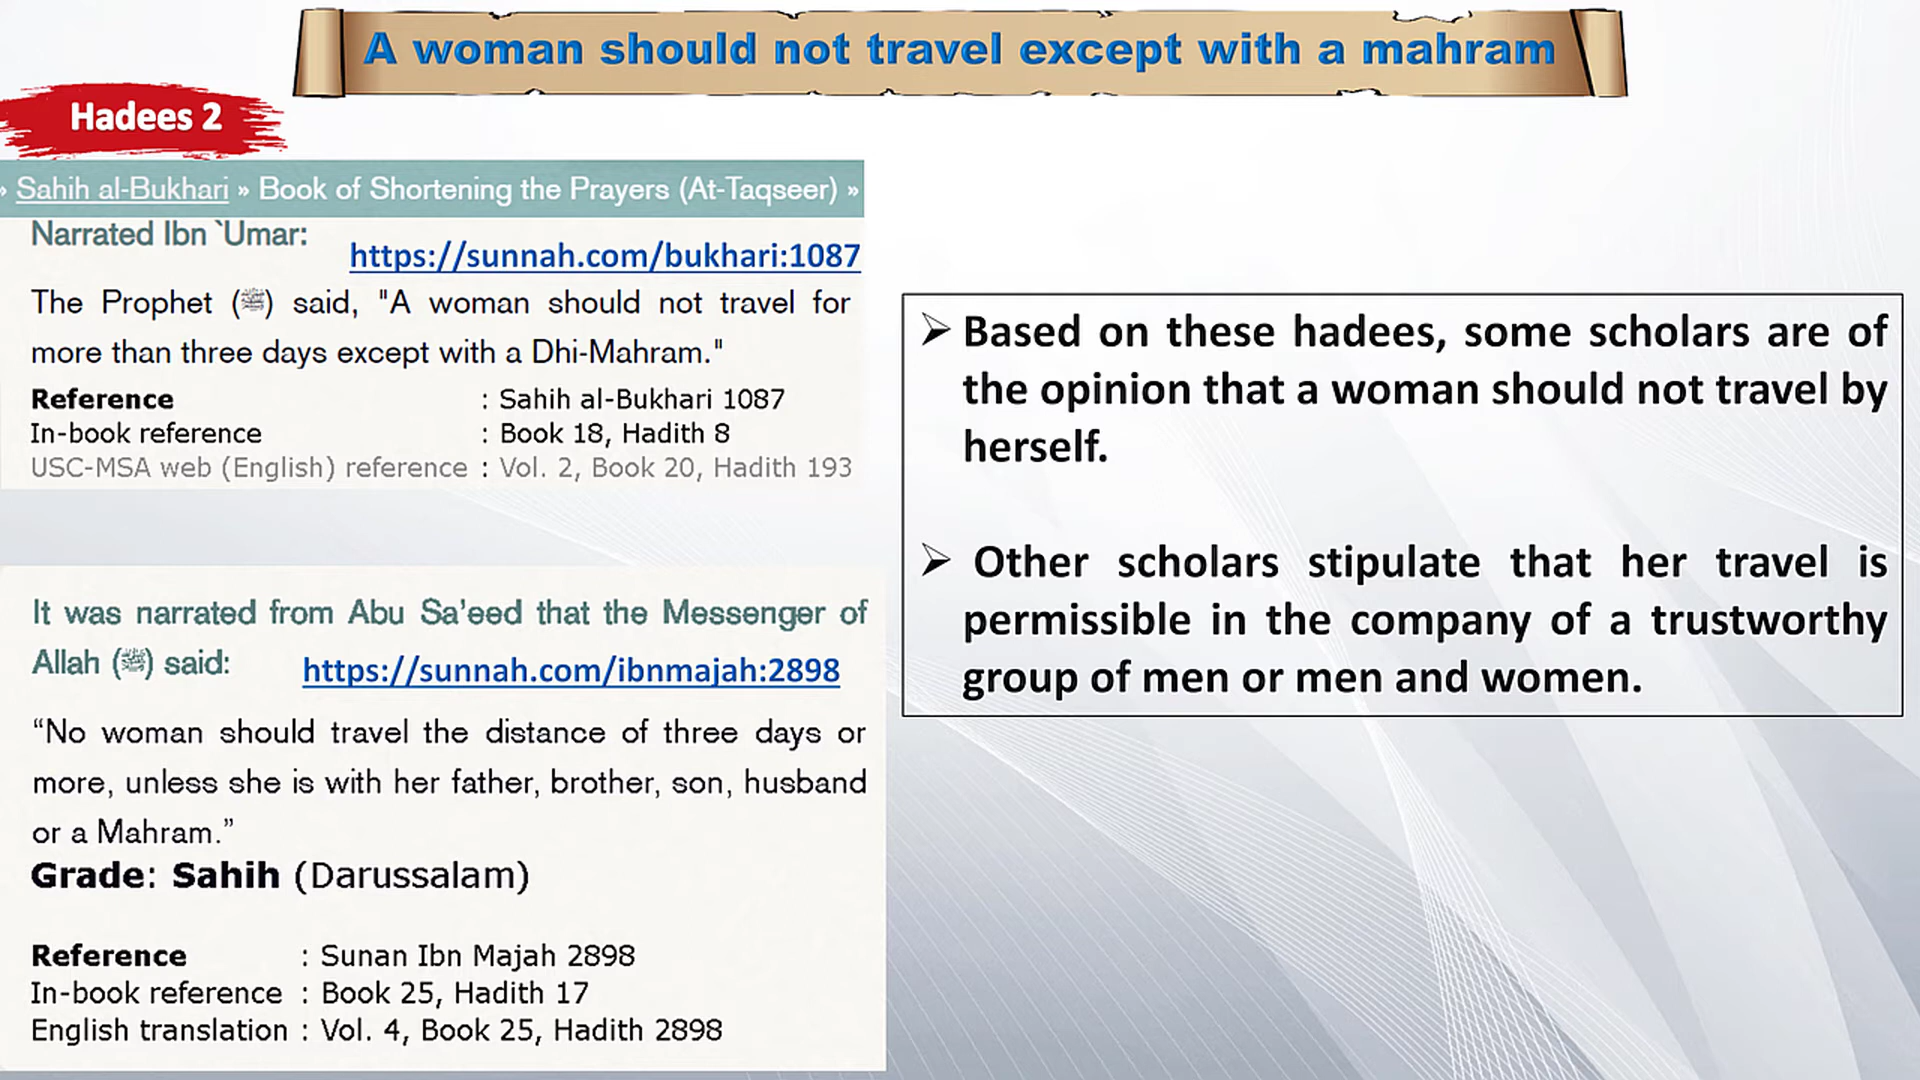 A woman should not travel except with a mahram
Hadees 2
» Sahih al-Bukhari » Book of Shortening the Prayers (At-Taqseer) »
Narrated Ibn `Umar:
https://sunnah.com/bukhari:1087
The Prophet (ﷺ) said, "A woman should not travel for
more than three days except with a Dhi-Mahram."
Reference : Sahih al-Bukhari 1087
In-book reference : Book 18, Hadith 8
USC-MSA web (English) reference : Vol. 2, Book 20, Hadith 193
It was narrated from Abu Sa’eed that the Messenger of
Allah (ﷺ) said:
https://sunnah.com/ibnmajah:2898
“No woman should travel the distance of three days or
more, unless she is with her father, brother, son, husband
or a Mahram.”
Grade: Sahih (Darussalam)
Reference : Sunan Ibn Majah 2898
In-book reference : Book 25, Hadith 17
English translation : Vol. 4, Book 25, Hadith 2898
➢ Based on these hadees, some scholars are of
the opinion that a woman should not travel by
herself.
➢ Other scholars stipulate that her travel is
permissible in the company of a trustworthy
group of men or men and women.